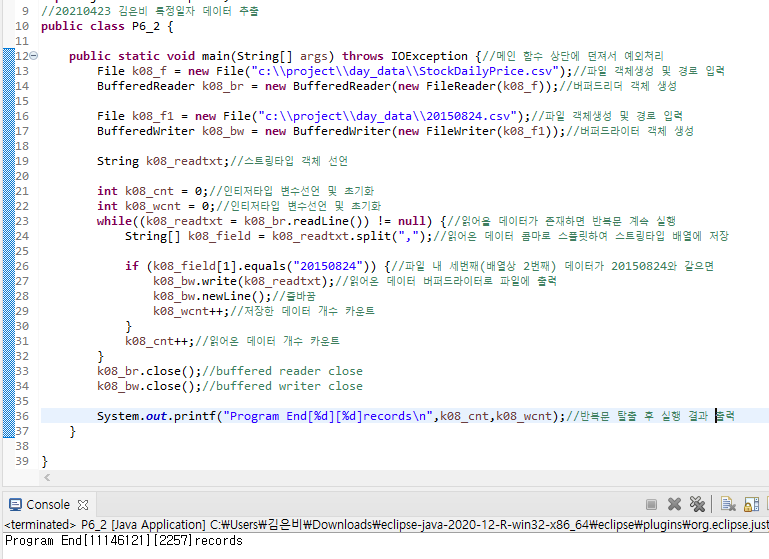 9 //20210423 김은비 특정일자 데이터 추출
10 public class P6_2 {
11
12 public static void main(String[] args) throws IOException {//메인 함수 상단에 던져서 예외처리
13 File k08_f = new File("c:\\project\\day_data\\StockDailyPrice.csv");//파일 객체생성 및 경로 입력
14 BufferedReader k08_br = new BufferedReader(new FileReader(k08_f));//버퍼드리더 객체 생성
15
16 File k08_f1 = new File("c:\\project\\day_data\\20150824.csv");//파일 객체생성 및 경로 입력
17 BufferedWriter k08_bw = new BufferedWriter(new FileWriter(k08_f1));//버퍼드라이터 객체 생성
18
19 String k08_readtxt;//스트링타입 객체 선언
20
21 int k08_cnt = 0;//인티저타입 변수선언 및 초기화
22 int k08_wcnt = 0;//인티저타입 변수선언 및 초기화
23 while((k08_readtxt = k08_br.readLine()) != null) {//읽어올 데이터가 존재하면 반복문 계속 실행
24 String[] k08_field = k08_readtxt.split(",");//읽어온 데이터 콤마로 스플릿하여 스트링타입 배열에 저장
25
26 if (k08_field[1].equals("20150824")) {//파일 내 세번째(배열상 2번째) 데이터가 20150824와 같으면
27 k08_bw.write(k08_readtxt);//읽어온 데이터 버퍼드라이터로 파일에 출력
28 k08_bw.newLine();//줄바꿈
29 k08_wcnt++;//저장한 데이터 개수 카운트
30 }
31 k08_cnt++;//읽어온 데이터 개수 카운트
32 }
33 k08_br.close();//buffered reader close
34 k08_bw.close();//buffered writer close
35
36 System.out.printf("Program End[%d][%d]records\n",k08_cnt,k08_wcnt);//반복문 탈출 후 실행 결과 출력
37 }
38
39 }
Console
<terminated> P6_2 [Java Application] C:₩Users₩김은비₩Downloads₩eclipse-java-2020-12-R-win32-x86_64₩eclipse₩plugins₩org.eclipse.just
Program End[11146121][2257]records